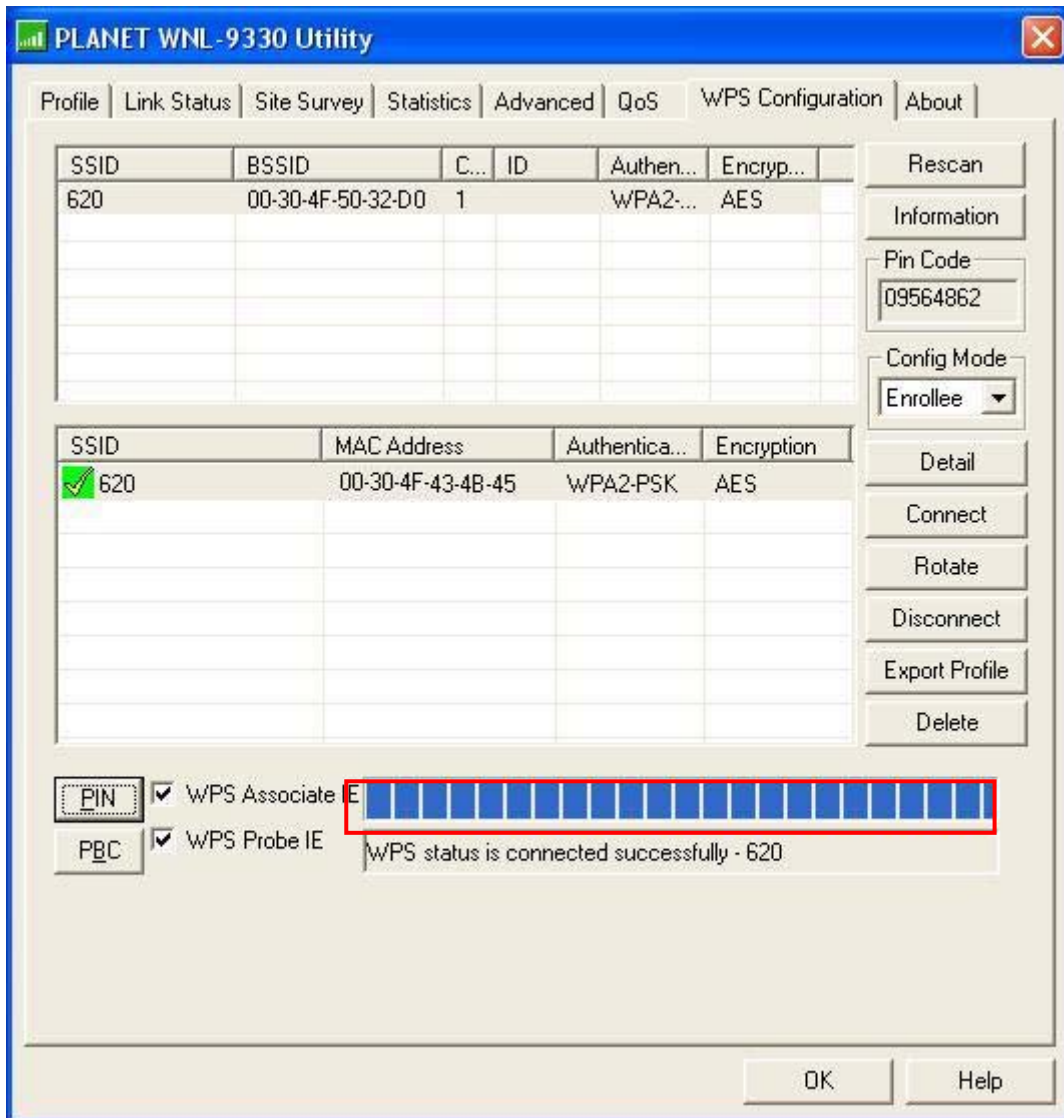 PLANET WNL-9330 Utility
Profile Link Status Site Survey Statistics Advanced QoS WPS Configuration About
SSID BSSID C... ID Authen... Encryp...
620 00-30-4F-50-32-D0 1 WPA2-... AES
Rescan
Information
Pin Code
09564862
Config Mode
Enrollee
SSID MAC Address Authentica... Encryption
620 00-30-4F-43-4B-45 WPA2-PSK AES
Detail
Connect
Rotate
Disconnect
Export Profile
Delete
PIN WPS Associate IE
PBC WPS Probe IE
WPS status is connected successfully - 620
OK Help